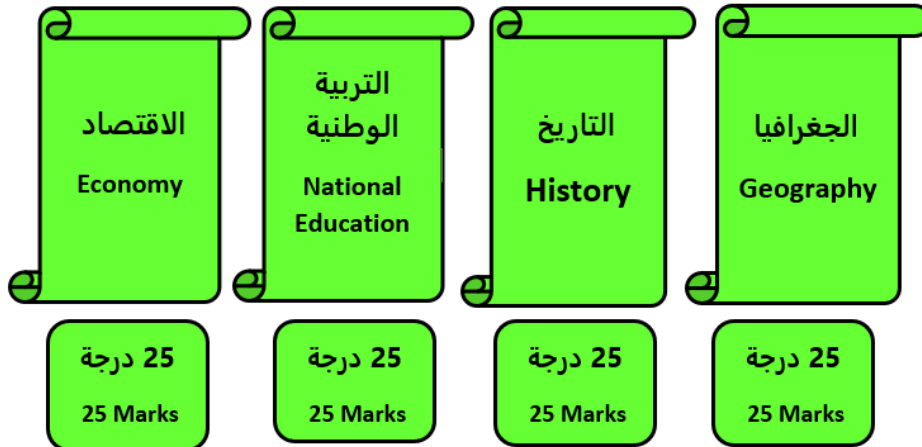 الجغرافيا
Geography
25 درجة
25 Marks
التاريخ
History
25 درجة
25 Marks
التربية
الوطنية
National
Education
25 درجة
25 Marks
الاقتصاد
Economy
25 درجة
25 Marks